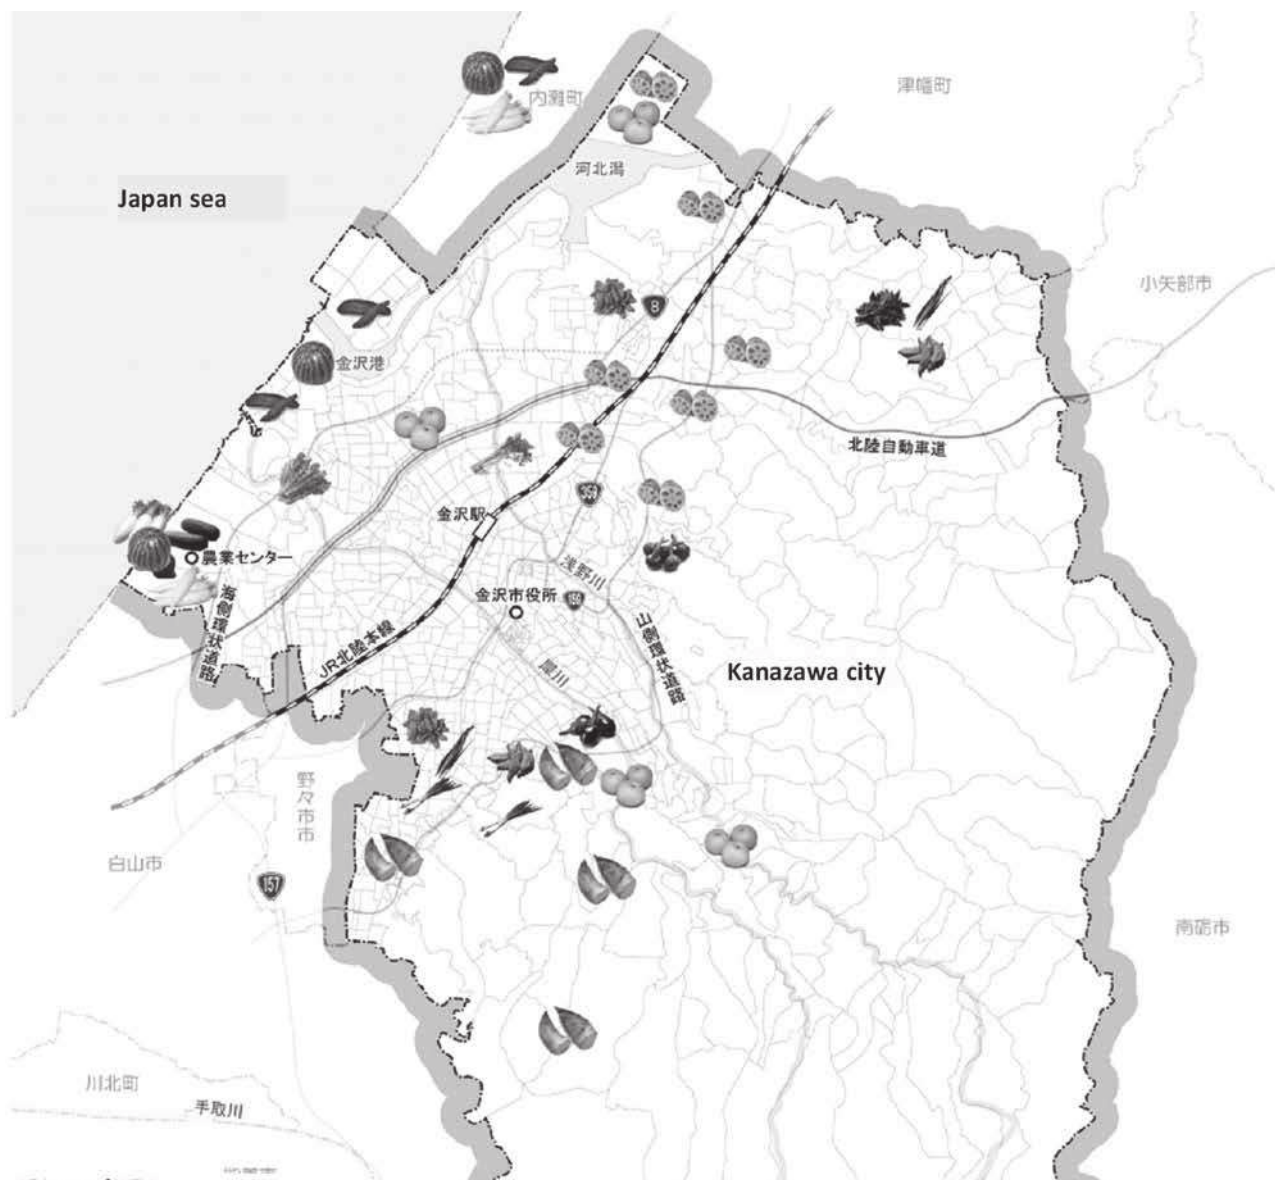 津幡町
内灘町
河北潟
Japan sea
小矢部市
8
金沢港
北陸自動車道
359
金沢駅
農業センター
浅野川
金沢市役所
159
海側環状道路
山側環状道路
JR北陸本線
犀川
Kanazawa city
野々市市
白山市
157
南砺市
川北町
手取川